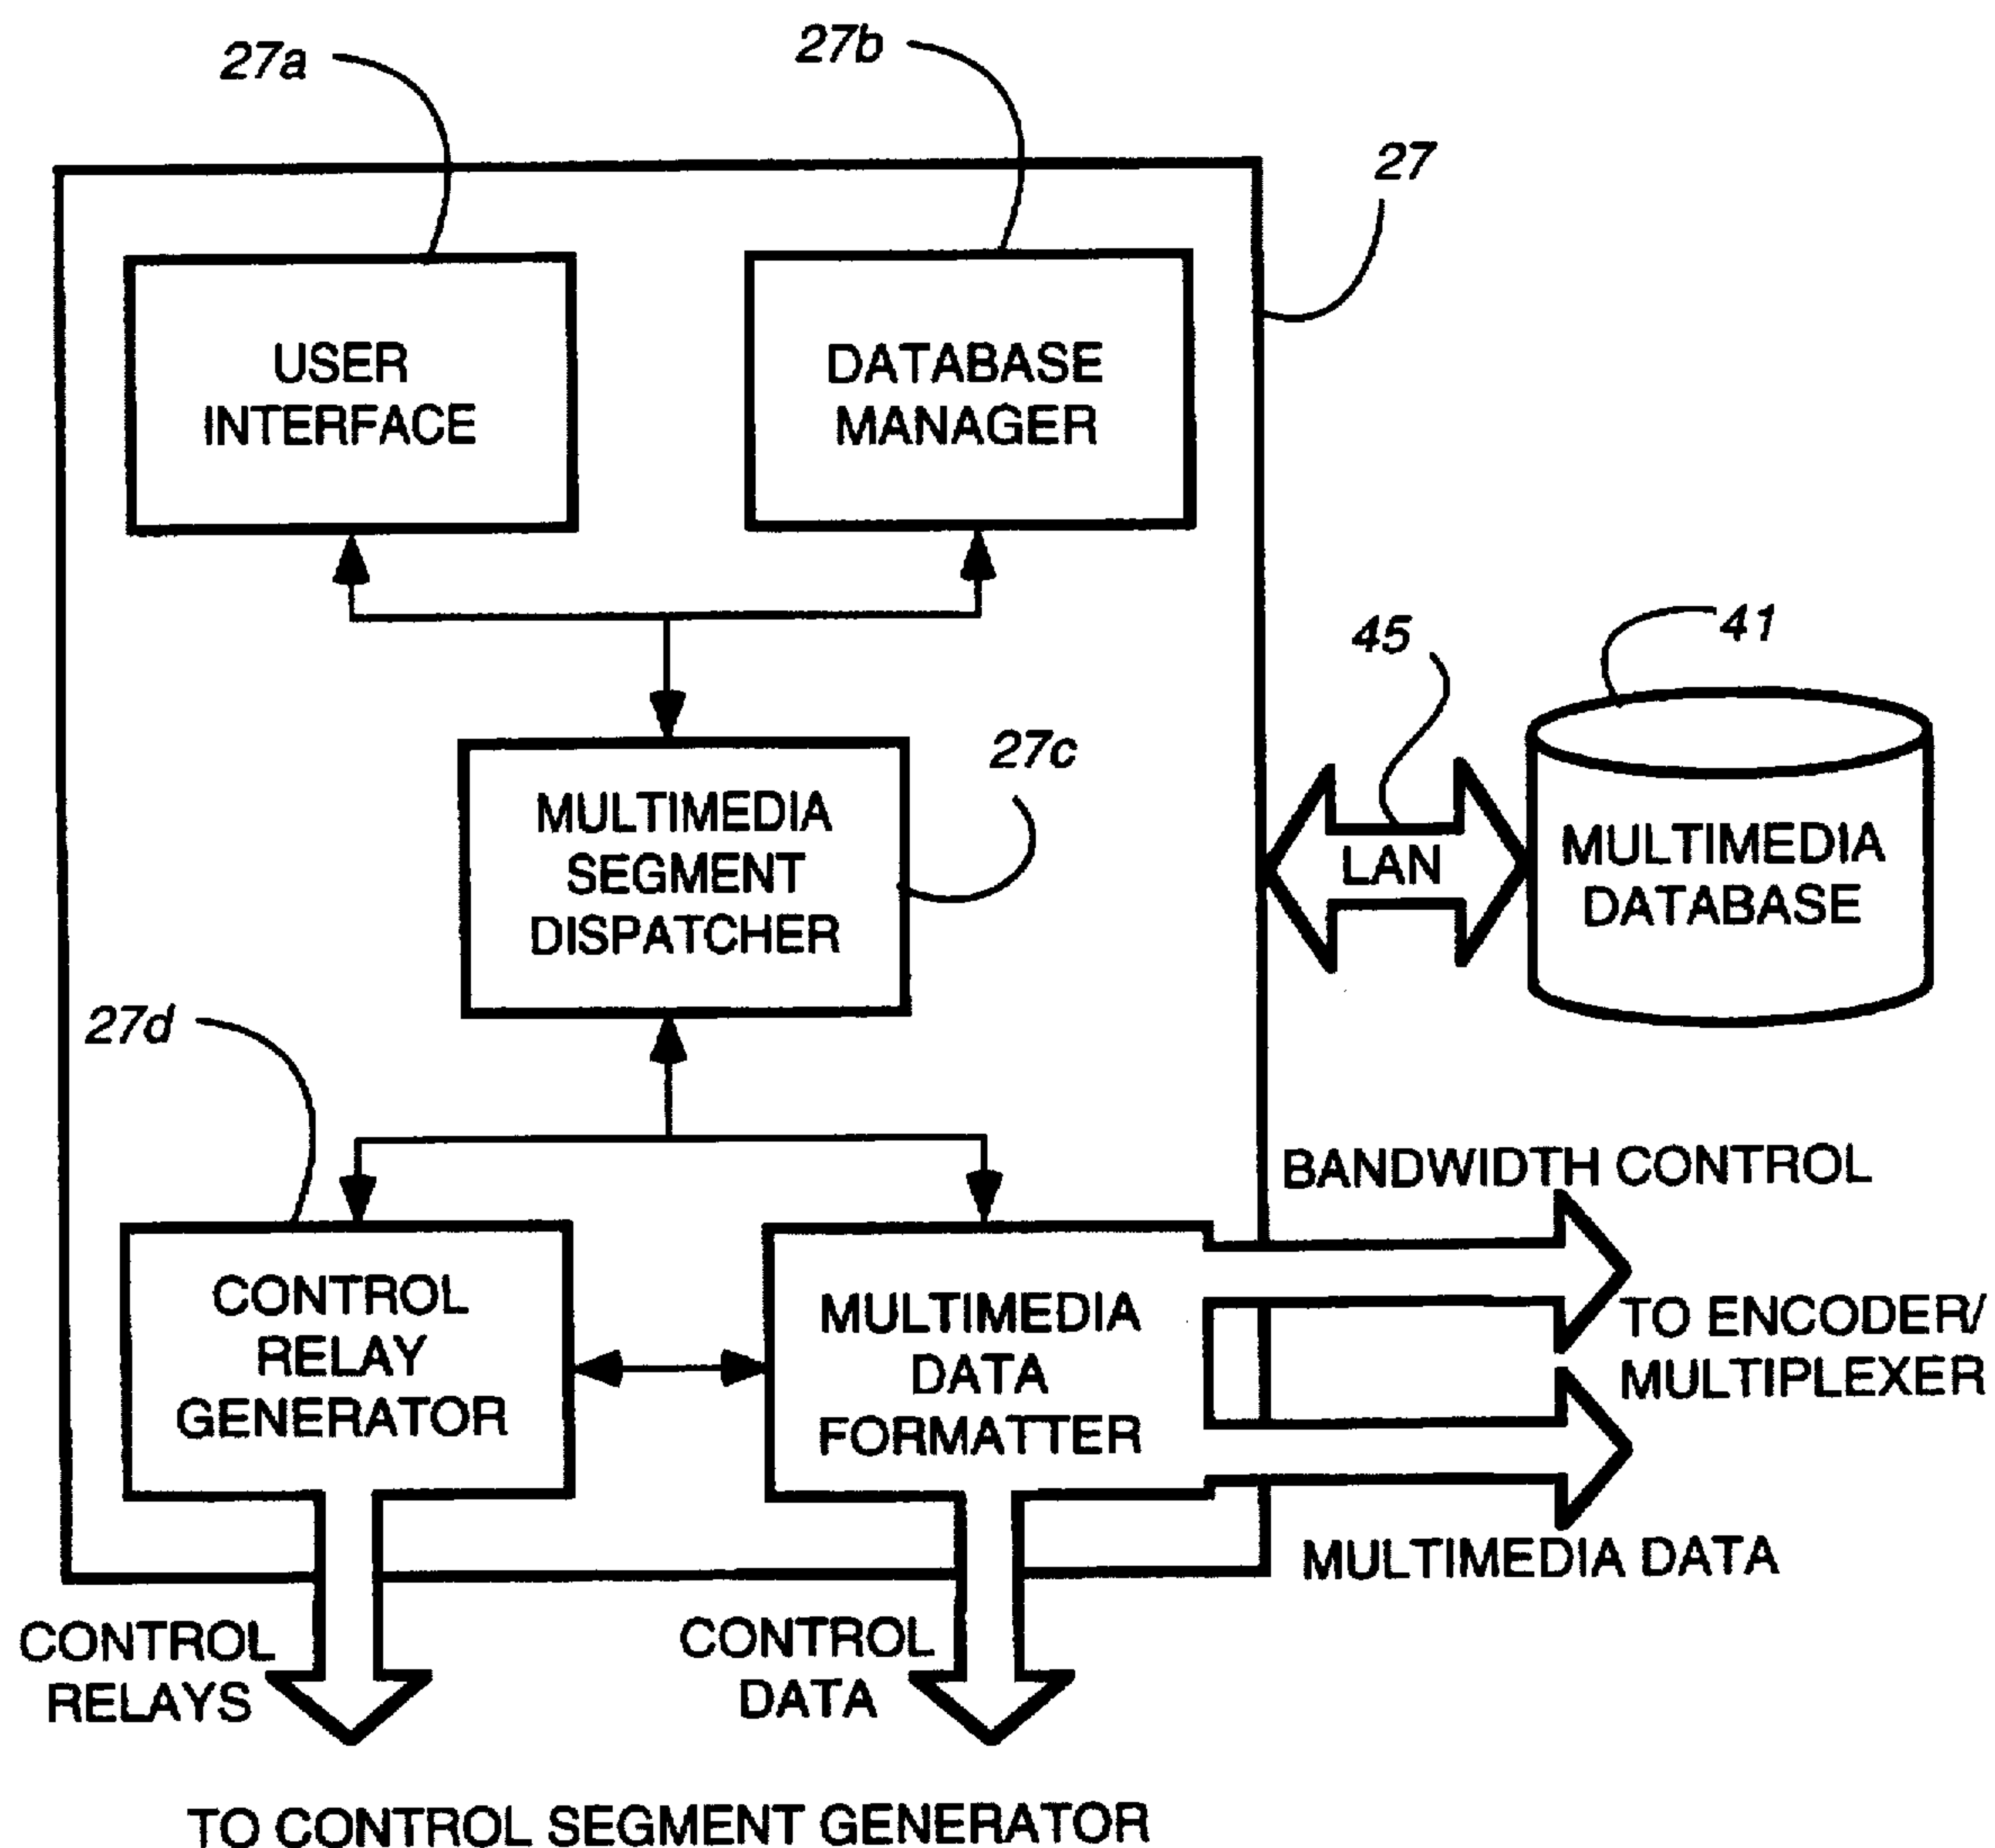 27a
27b
27
USER
INTERFACE
DATABASE
MANAGER
45
41
27c
MULTIMEDIA
SEGMENT
DISPATCHER
LAN
MULTIMEDIA
DATABASE
27d
BANDWIDTH CONTROL
CONTROL
RELAY
GENERATOR
MULTIMEDIA
DATA
FORMATTER
TO ENCODER/
MULTIPLEXER
MULTIMEDIA DATA
CONTROL
RELAYS
CONTROL
DATA
TO CONTROL SEGMENT GENERATOR